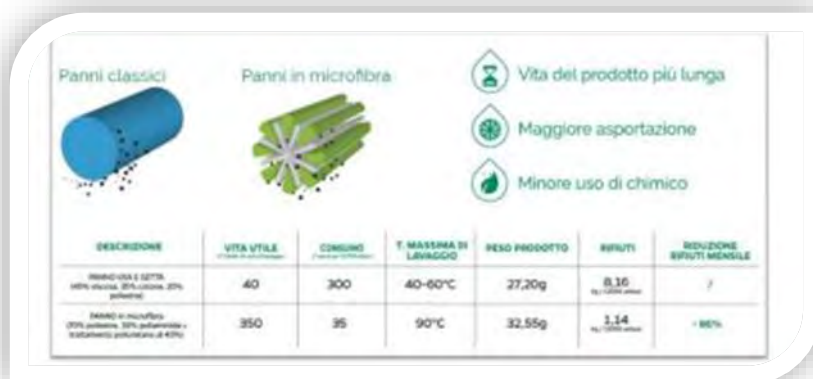 Panni classici
Panni in microfibra
Vita del prodotto più lunga
Maggiore asportazione
Minore uso di chimico
DESCRIZIONE
VITA UTILE
CONSUMO
T. MASSIMA DI
LAVAGGIO
PESO PRODOTTO
RIFIUTI
RIDUZIONE
RIFIUTI MENSILE
PANNO USA E GETTA
40
300
40-60°C
27,20g
8,16
/
PANNO in microfibra
350
35
90°C
32,55g
1,14
- 86%